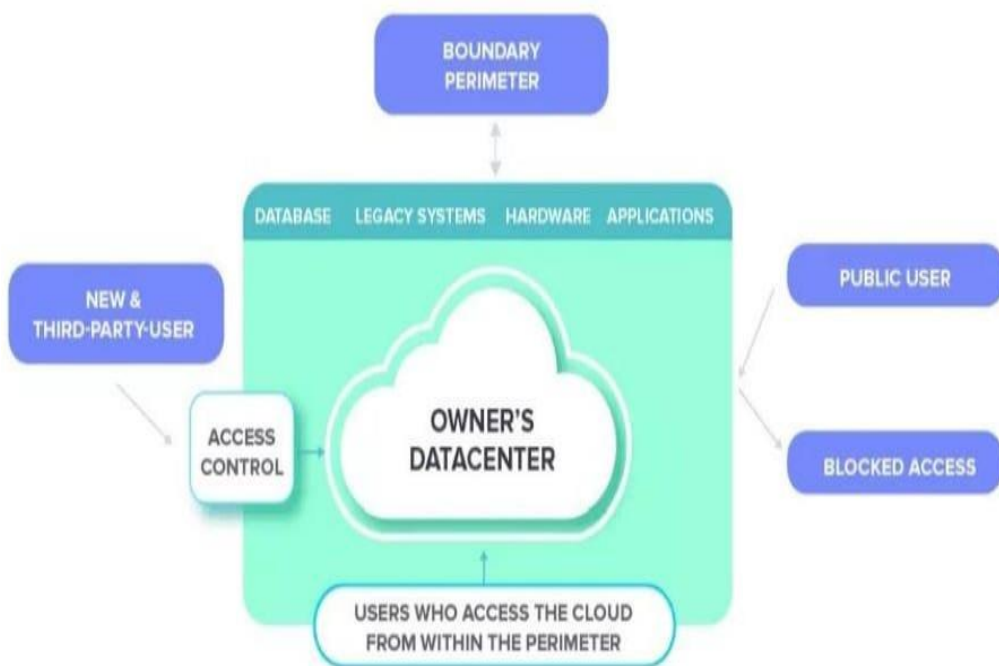 BOUNDARY
PERIMETER
DATABASE LEGACY SYSTEMS HARDWARE APPLICATIONS
NEW &
THIRD-PARTY-USER
PUBLIC USER
ACCESS
CONTROL
OWNER'S
DATACENTER
BLOCKED ACCESS
USERS WHO ACCESS THE CLOUD
FROM WITHIN THE PERIMETER